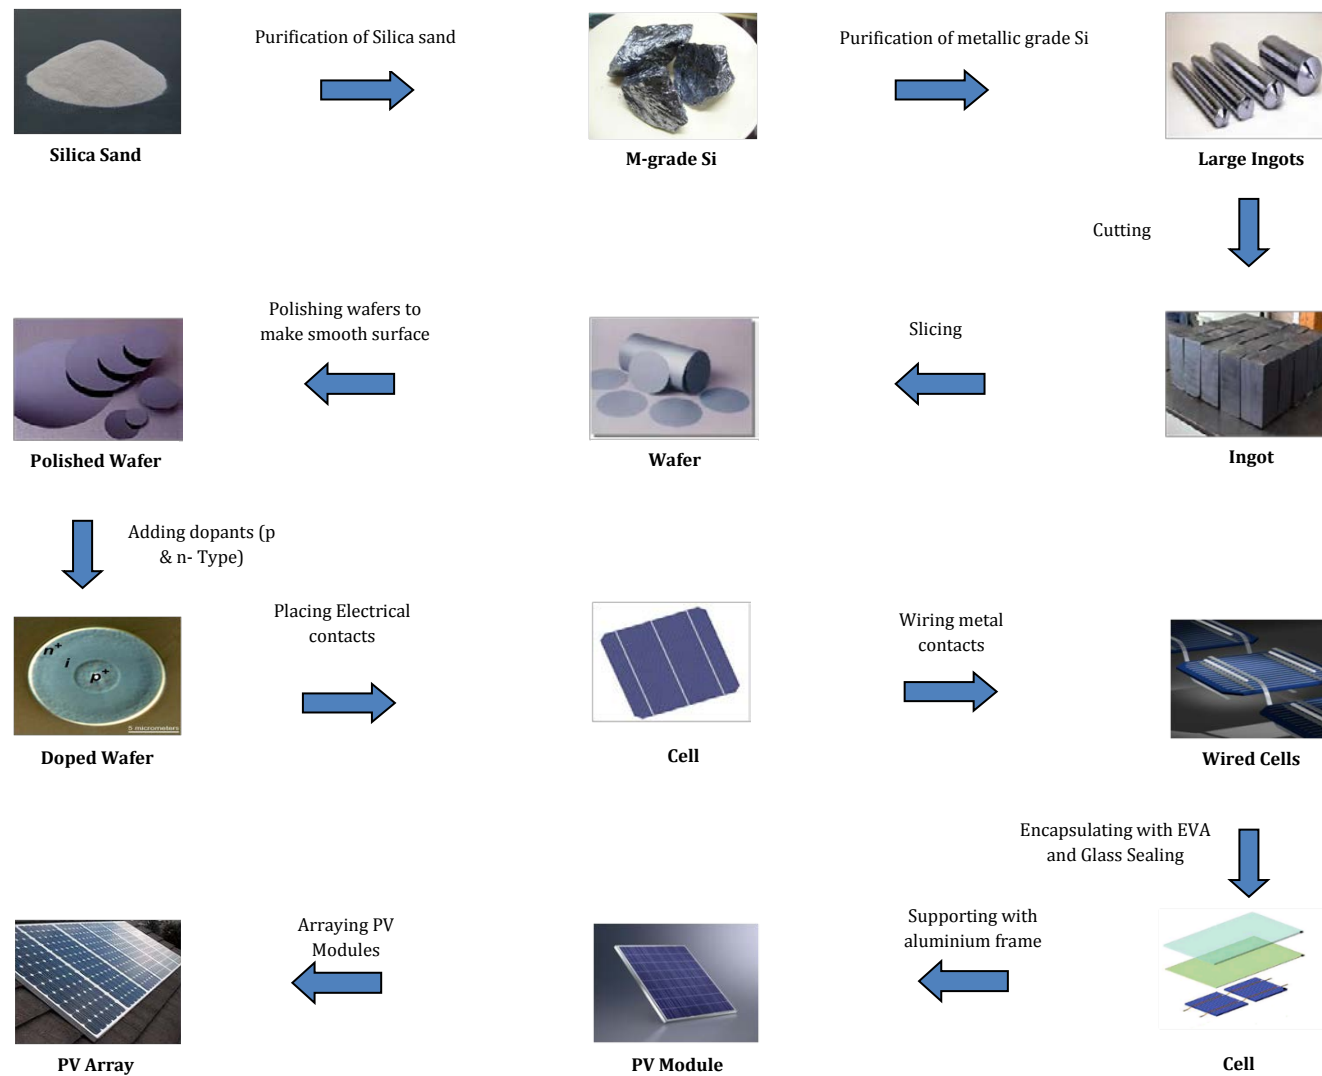 Purification of Silica sand
Purification of metallic grade Si
Silica Sand
M-grade Si
Large Ingots
Cutting
Polishing wafers to
make smooth surface
Slicing
Polished Wafer
Wafer
Ingot
Adding dopants (p
& n- Type)
Placing Electrical
contacts
Wiring metal
contacts
n+
i
p+
5 micrometers
Doped Wafer
Cell
Wired Cells
Encapsulating with EVA
and Glass Sealing
Arraying PV
Modules
Supporting with
aluminium frame
PV Array
PV Module
Cell